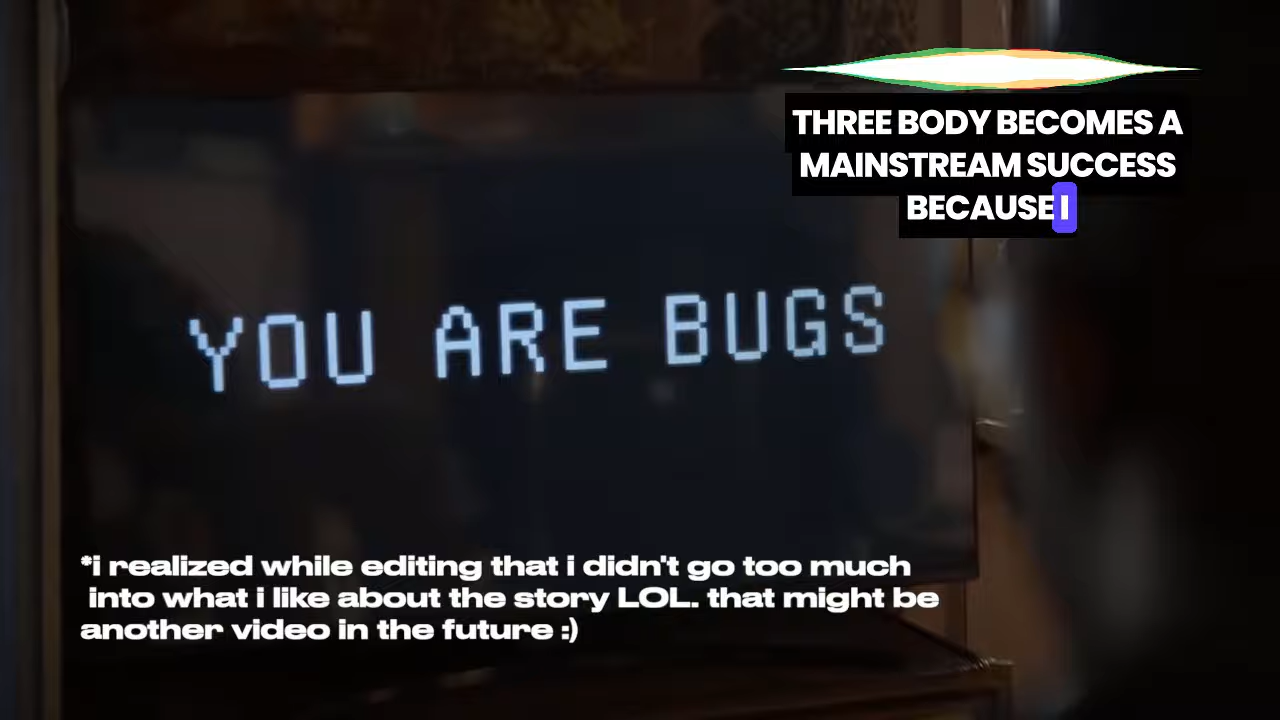 THREE BODY BECOMES A
MAINSTREAM SUCCESS
BECAUSE I
YOU ARE BUGS
*i realized while editing that i didn't go too much
into what i like about the story LOL. that might be
another video in the future :)